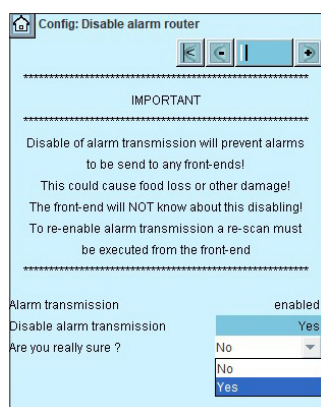 Config: Disable alarm router
************************************************************
IMPORTANT
************************************************************
Disable of alarm transmission will prevent alarms
to be send to any front-ends!
This could cause food loss or other damage!
The front-end will NOT know about this disabling!
To re-enable alarm transmission a re-scan must
be executed from the front-end
************************************************************
Alarm transmission enabled
Disable alarm transmission Yes
Are you really sure ? No
No
Yes